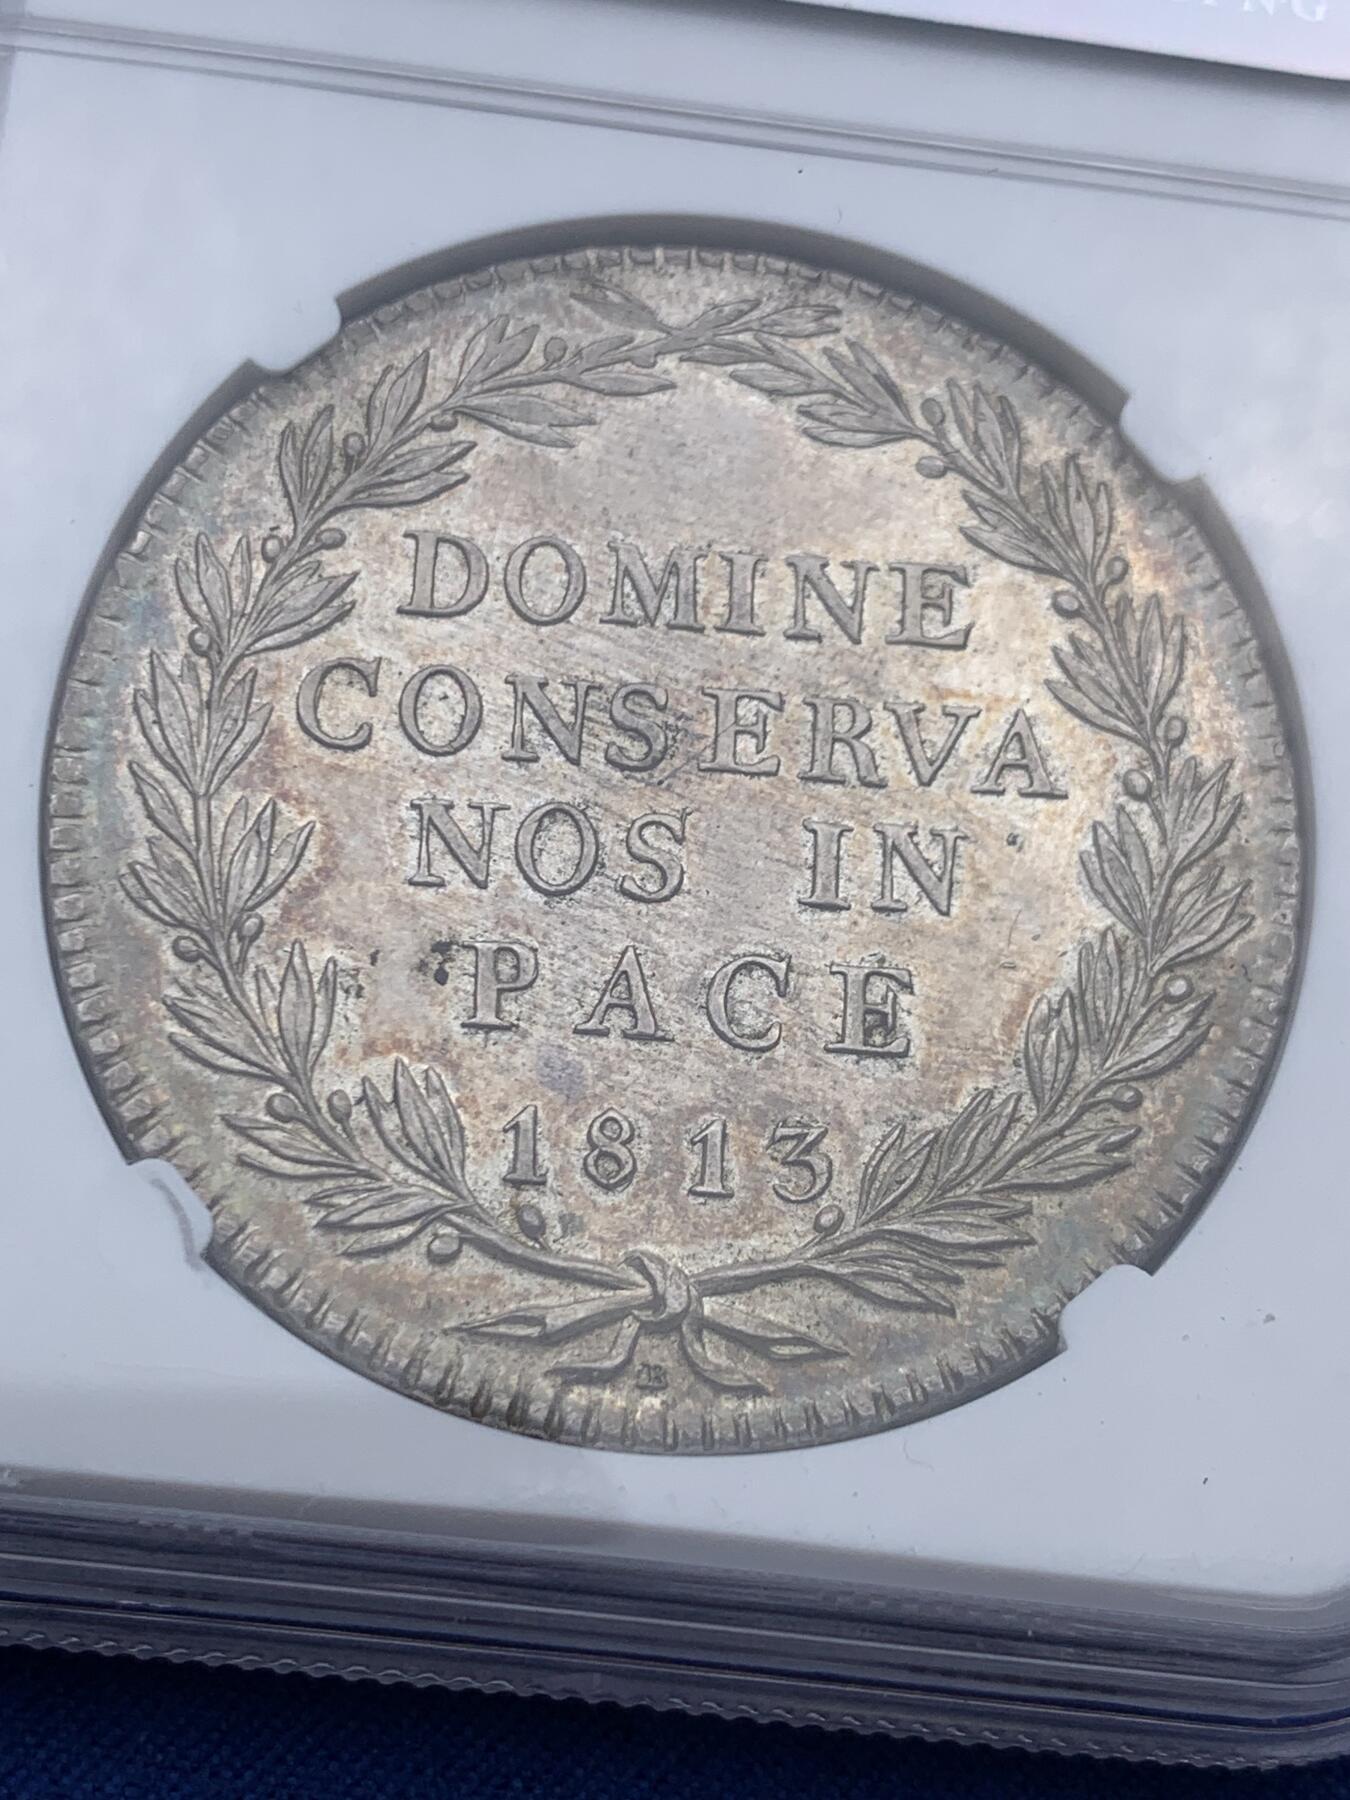 DOMINE
CONSERVA
NOS IN
PACE
1813